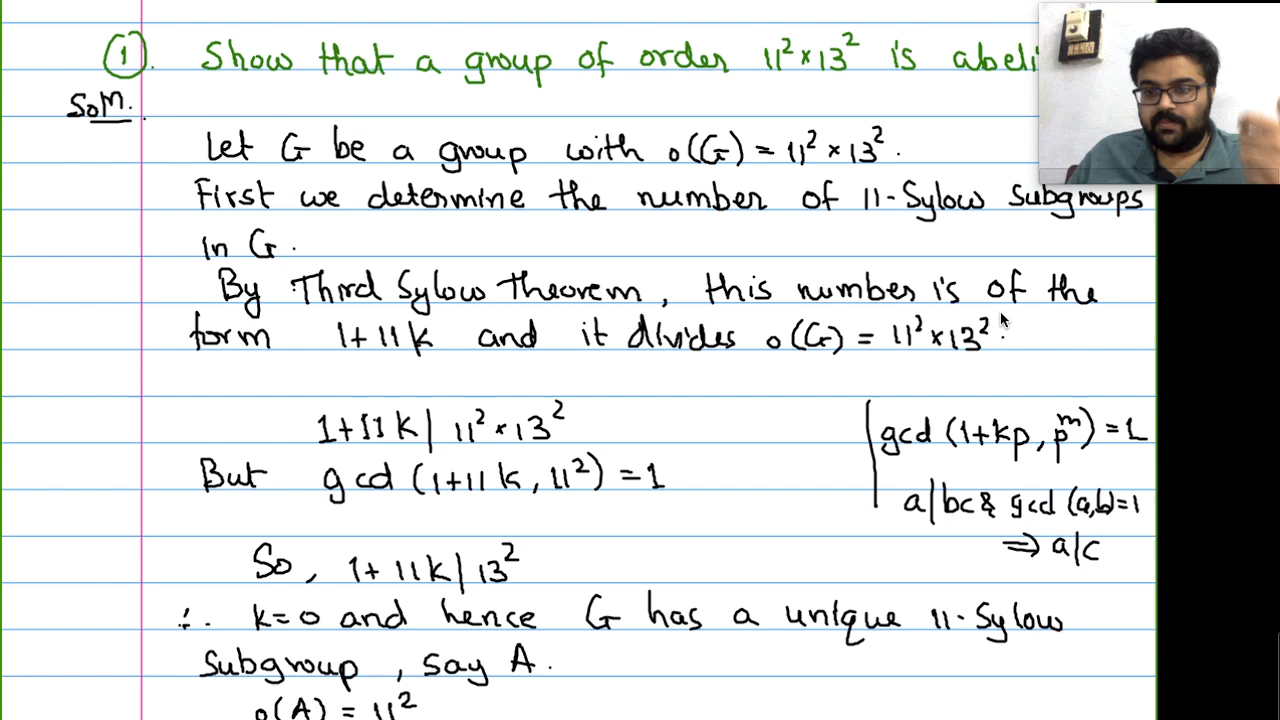 1. Show that a group of order 11² × 13² is abeli
Soln.
Let G be a group with o(G) = 11² × 13².
First we determine the number of 11-Sylow Subgroups
in G.
By Third Sylow theorem, this number is of the
form 1+11k and it divides o(G) = 11² × 13².
1+11k | 11² × 13²
But gcd (1+11k, 11²) = 1
So, 1+11k | 13²
∴ k=0 and hence G has a unique 11-Sylow
Subgroup, say A.
o(A) = 11²
gcd (1+kp, pᵐ) = 1
a|bc & gcd (a,b)=1
⇒ a|c